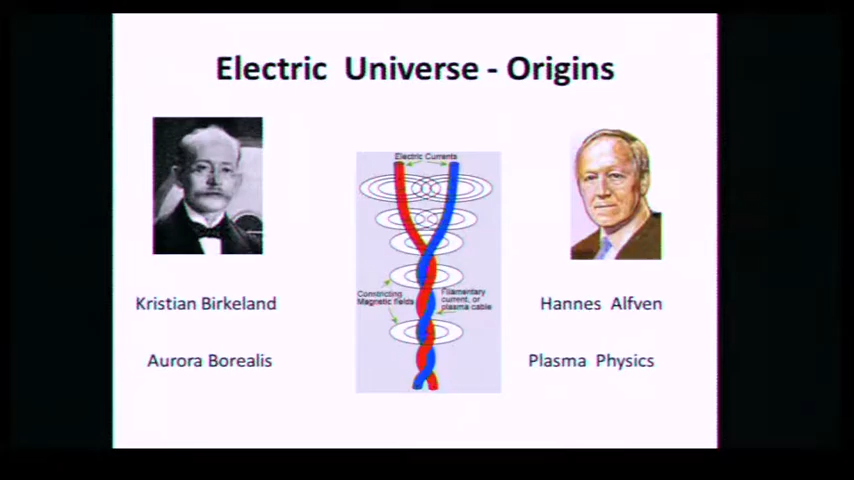 Electric Universe - Origins
Electric Currents
Constricting
Magnetic fields
Filamentary
current, or
plasma cable
Kristian Birkeland
Hannes Alfven
Aurora Borealis
Plasma Physics